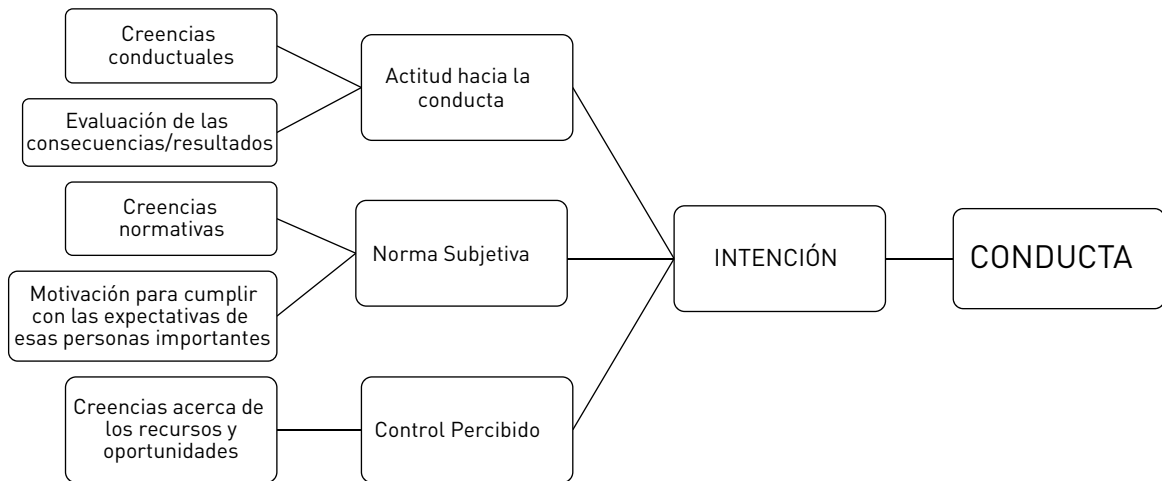 Creencias
conductuales
Evaluación de las
consecuencias/resultados
Creencias
normativas
Motivación para cumplir
con las expectativas de
esas personas importantes
Creencias acerca de
los recursos y
oportunidades
Actitud hacia la
conducta
Norma Subjetiva
Control Percibido
INTENCIÓN
CONDUCTA